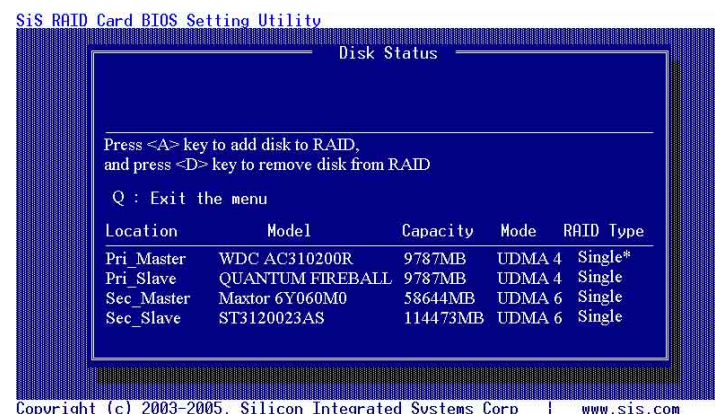 SiS RAID Card BIOS Setting Utility
Disk Status
Press <A> key to add disk to RAID,
and press <D> key to remove disk from RAID
Q : Exit the menu
Location Model Capacity Mode RAID Type
Pri_Master WDC AC310200R 9787MB UDMA 4 Single*
Pri_Slave QUANTUM FIREBALL 9787MB UDMA 4 Single
Sec_Master Maxtor 6Y060M0 58644MB UDMA 6 Single
Sec_Slave ST3120023AS 114473MB UDMA 6 Single
Copyright (c) 2003-2005. Silicon Integrated Systems Corp | www.sis.com